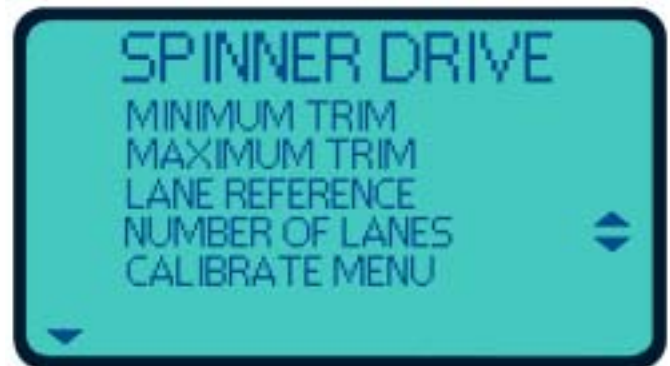 SPINNER DRIVE
MINIMUM TRIM
MAXIMUM TRIM
LANE REFERENCE
NUMBER OF LANES
CALIBRATE MENU